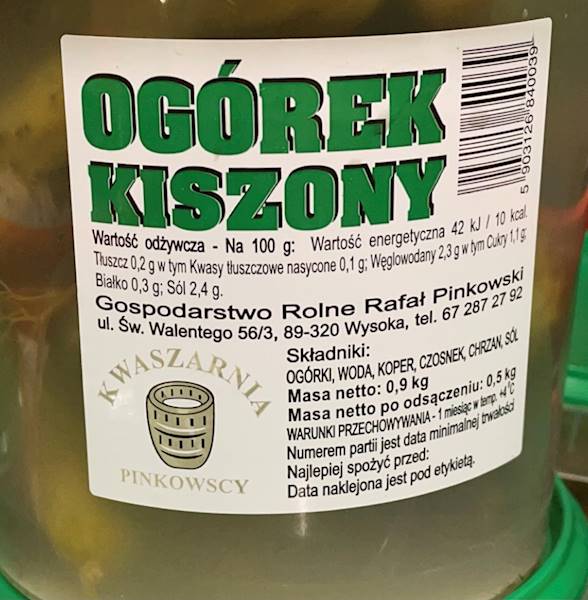 OGÓREK
KISZONY
5 903126 840039
Wartość odżywcza - Na 100 g: Wartość energetyczna 42 kJ / 10 kcal.
Tłuszcz 0,2 g w tym Kwasy tłuszczowe nasycone 0,1 g; Węglowodany 2,3 g w tym Cukry 1,1 g;
Białko 0,3 g; Sól 2,4 g.
Gospodarstwo Rolne Rafał Pinkowski
ul. Św. Walentego 56/3, 89-320 Wysoka, tel. 67 287 27 92
KWASZARNIA
PINKOWSCY
Składniki:
OGÓRKI, WODA, KOPER, CZOSNEK, CHRZAN, SÓL
Masa netto: 0,9 kg
Masa netto po odsączeniu: 0,5 kg
WARUNKI PRZECHOWYWANIA - 1 miesiąc w temp. +4°C
Numerem partii jest data minimalnej trwałości
Najlepiej spożyć przed:
Data naklejona jest pod etykietą.